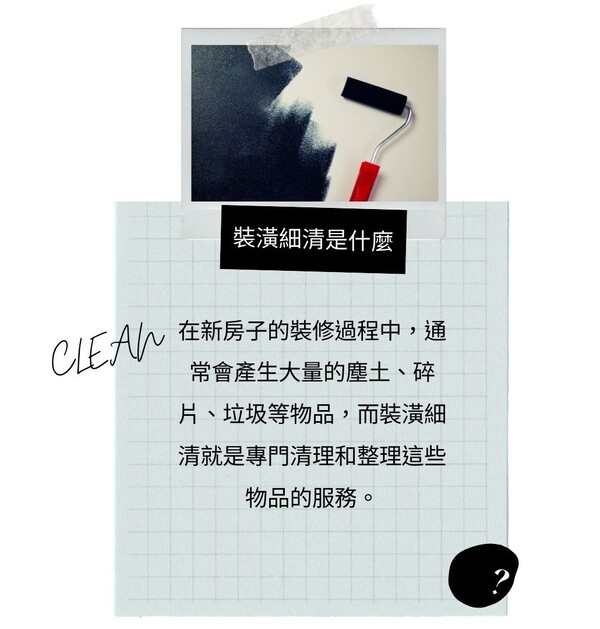 裝潢細清是什麼
CLEAN
在新房子的裝修過程中，通
常會產生大量的塵土、碎
片、垃圾等物品，而裝潢細
清就是專門清理和整理這些
物品的服務。
?